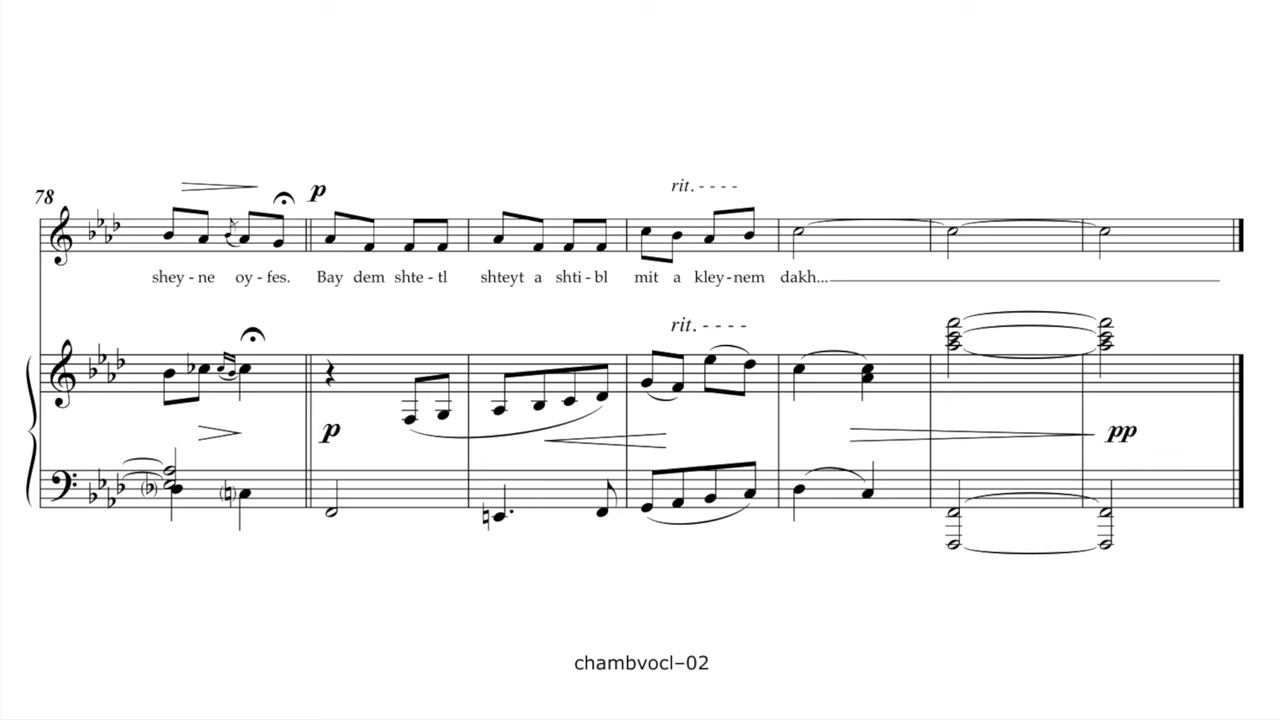 78
p
rit. - - - -
shey - ne oy - fes. Bay dem shte - tl shteyt a shti - bl mit a kley - nem dakh...
rit. - - - -
p
pp
chambvocl-02